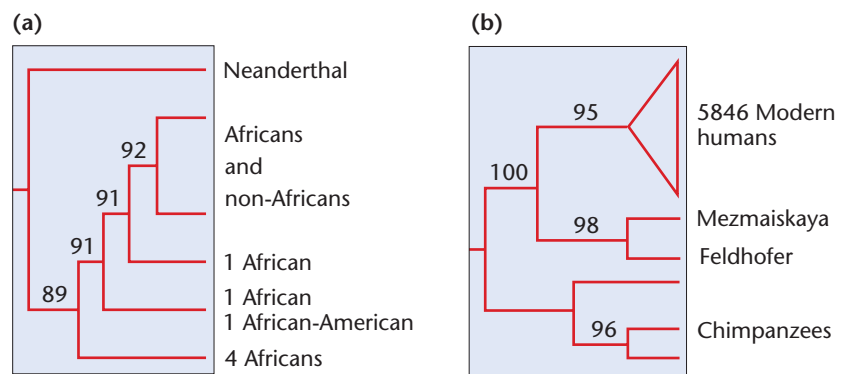 (a)
Neanderthal
Africans
and
non-Africans
92
91
91
89
1 African
1 African
1 African-American
4 Africans
(b)
95
5846 Modern
humans
100
98
Mezmaiskaya
Feldhofer
96
Chimpanzees